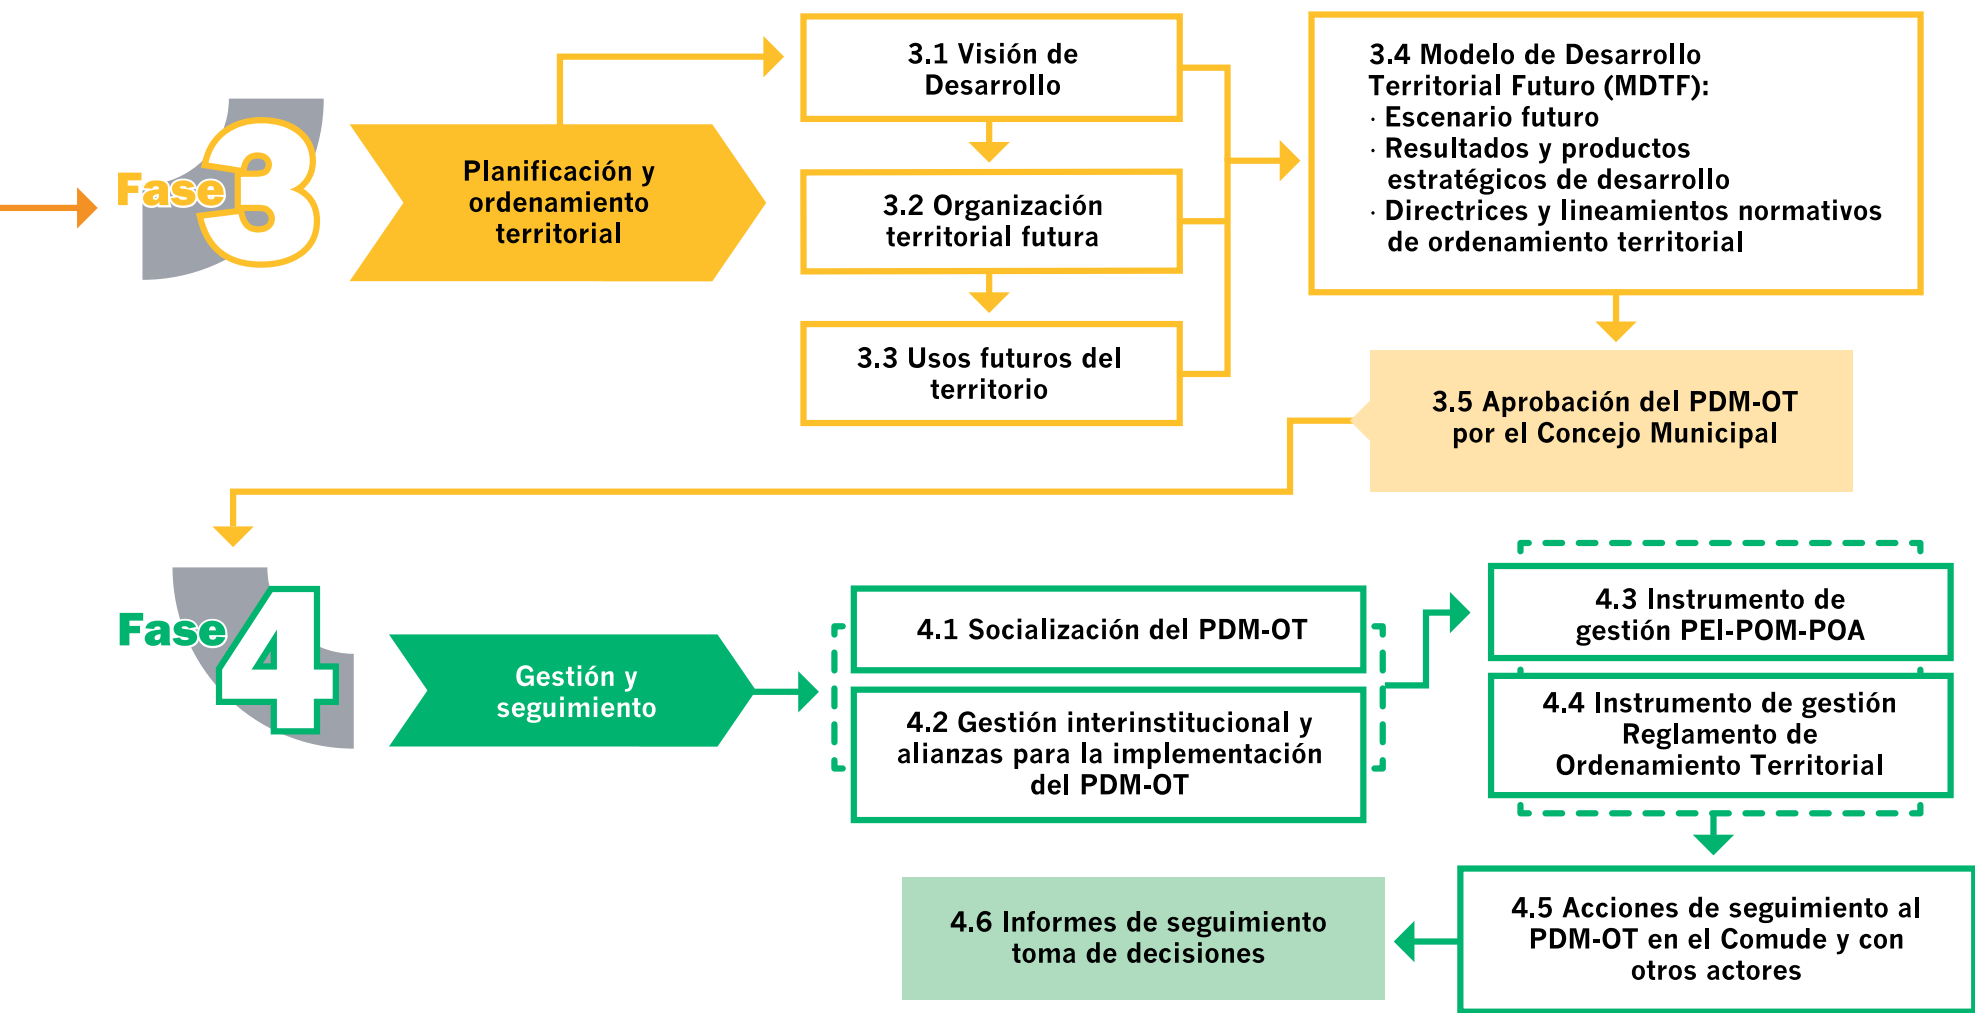 Fase 3
Planificación y
ordenamiento
territorial
3.1 Visión de
Desarrollo
3.2 Organización
territorial futura
3.3 Usos futuros del
territorio
3.4 Modelo de Desarrollo
Territorial Futuro (MDTF):
· Escenario futuro
· Resultados y productos
estratégicos de desarrollo
· Directrices y lineamientos normativos
de ordenamiento territorial
3.5 Aprobación del PDM-OT
por el Concejo Municipal
Fase 4
Gestión y
seguimiento
4.1 Socialización del PDM-OT
4.2 Gestión interinstitucional y
alianzas para la implementación
del PDM-OT
4.3 Instrumento de
gestión PEI-POM-POA
4.4 Instrumento de gestión
Reglamento de
Ordenamiento Territorial
4.5 Acciones de seguimiento al
PDM-OT en el Comude y con
otros actores
4.6 Informes de seguimiento
toma de decisiones